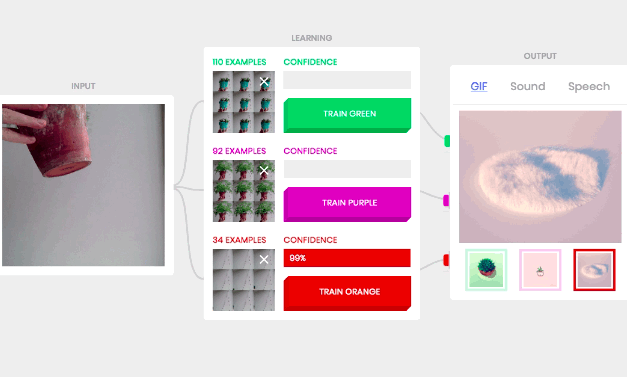 LEARNING
OUTPUT
INPUT
110 EXAMPLES
CONFIDENCE
TRAIN GREEN
92 EXAMPLES
CONFIDENCE
TRAIN PURPLE
34 EXAMPLES
CONFIDENCE
99%
TRAIN ORANGE
GIF Sound Speech